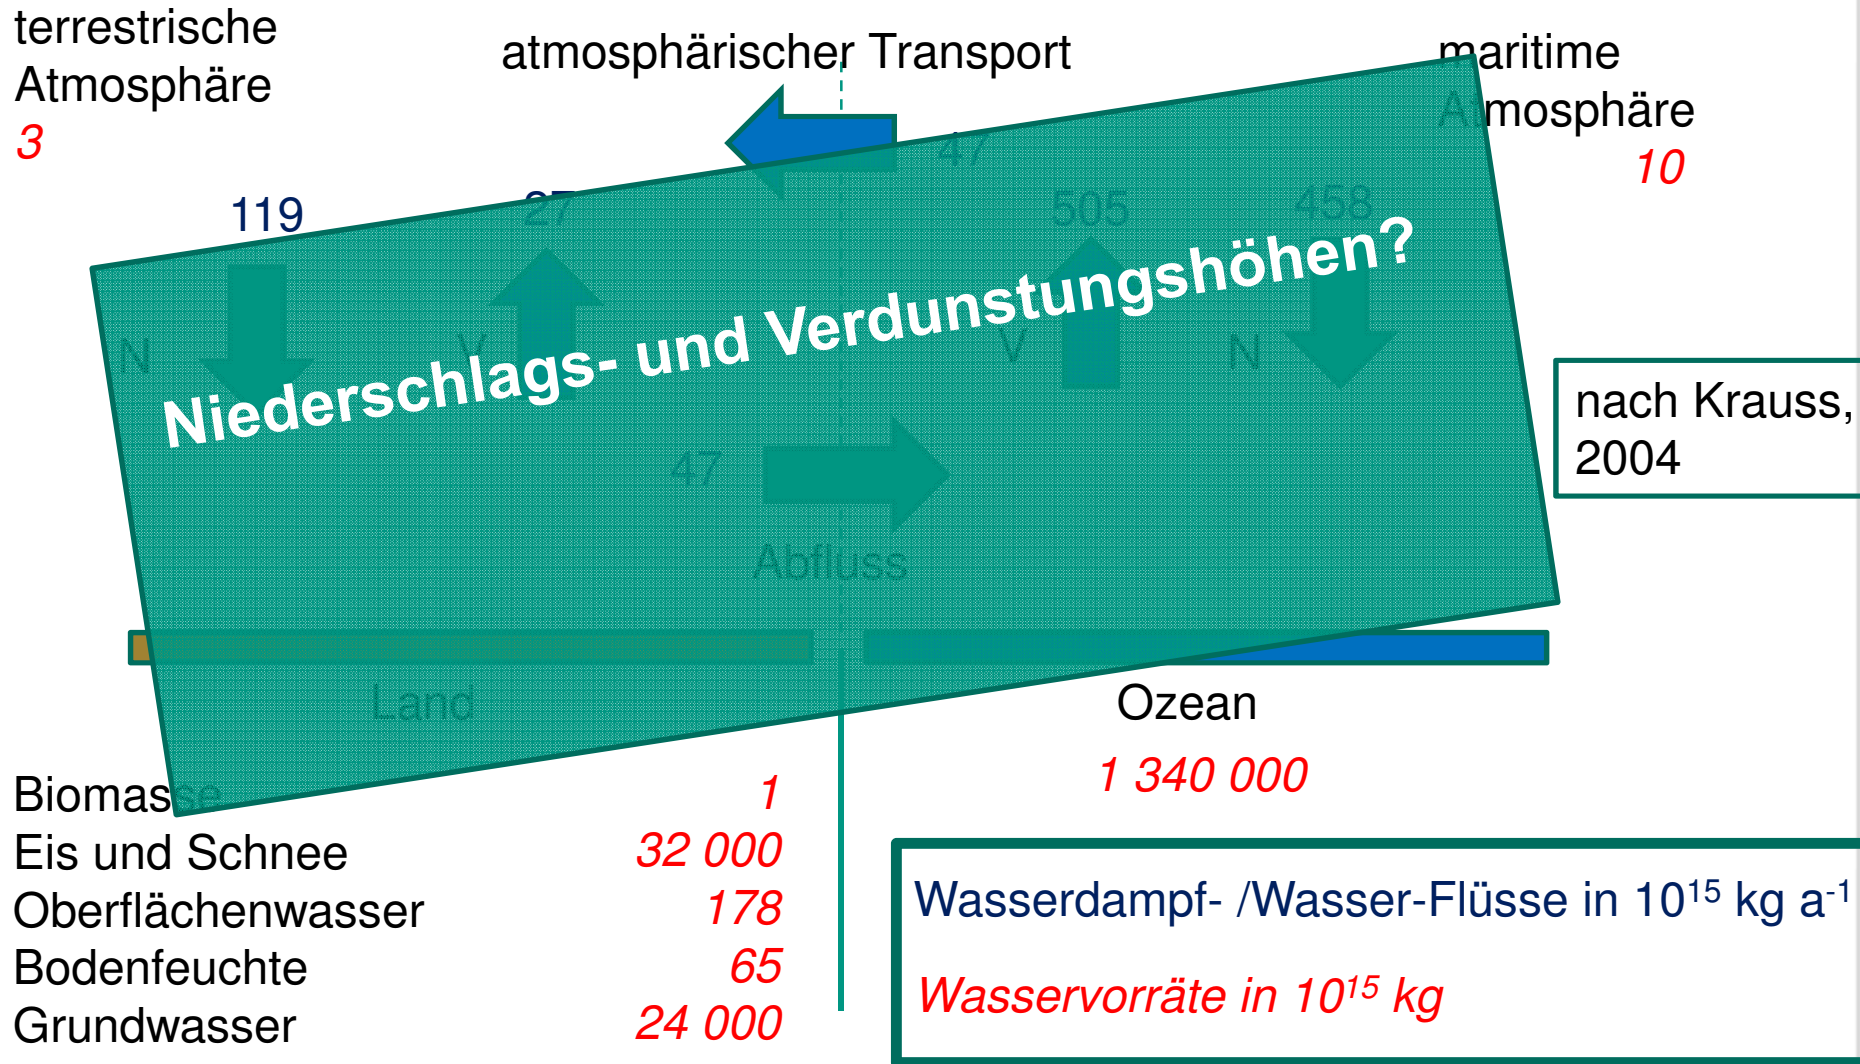 terrestrische
Atmosphäre
3
atmosphärischer Transport
maritime
Atmosphäre
10
47
119
27
505
458
N
V
V
N
Niederschlags- und Verdunstungshöhen?
nach Krauss,
2004
47
Abfluss
Land
Ozean
1 340 000
Biomasse 1
Eis und Schnee 32 000
Oberflächenwasser 178
Bodenfeuchte 65
Grundwasser 24 000
Wasserdampf- /Wasser-Flüsse in 10¹⁵ kg a⁻¹
Wasservorräte in 10¹⁵ kg